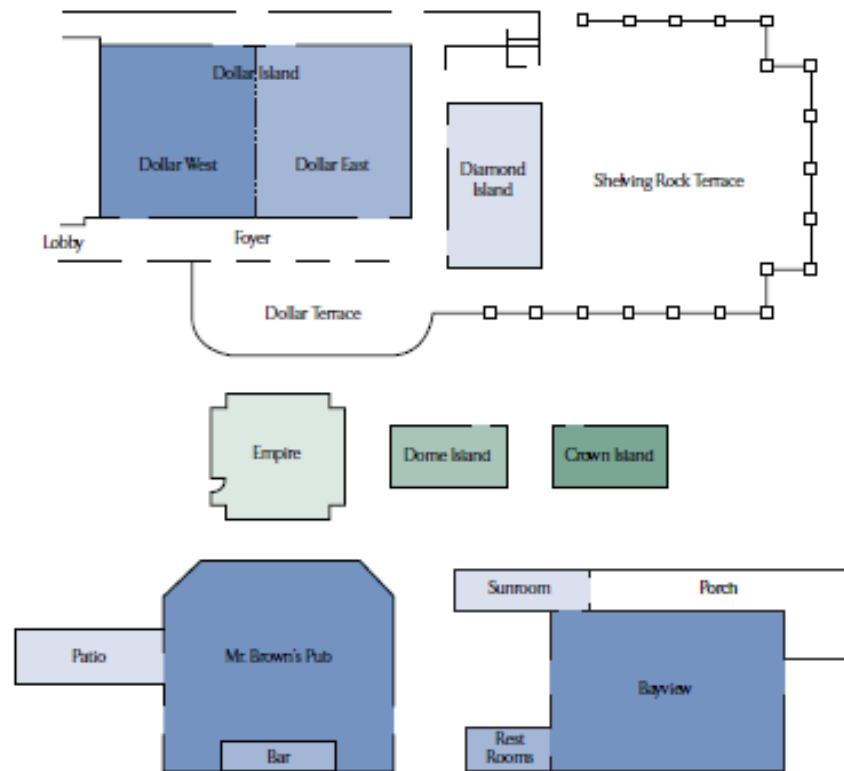 Dollar Island
Dollar West
Dollar East
Diamond
Island
Shelving Rock Terrace
Lobby
Foyer
Dollar Terrace
Empire
Dome Island
Crown Island
Sunroom
Porch
Patio
Mr. Brown's Pub
Bayview
Bar
Rest
Rooms